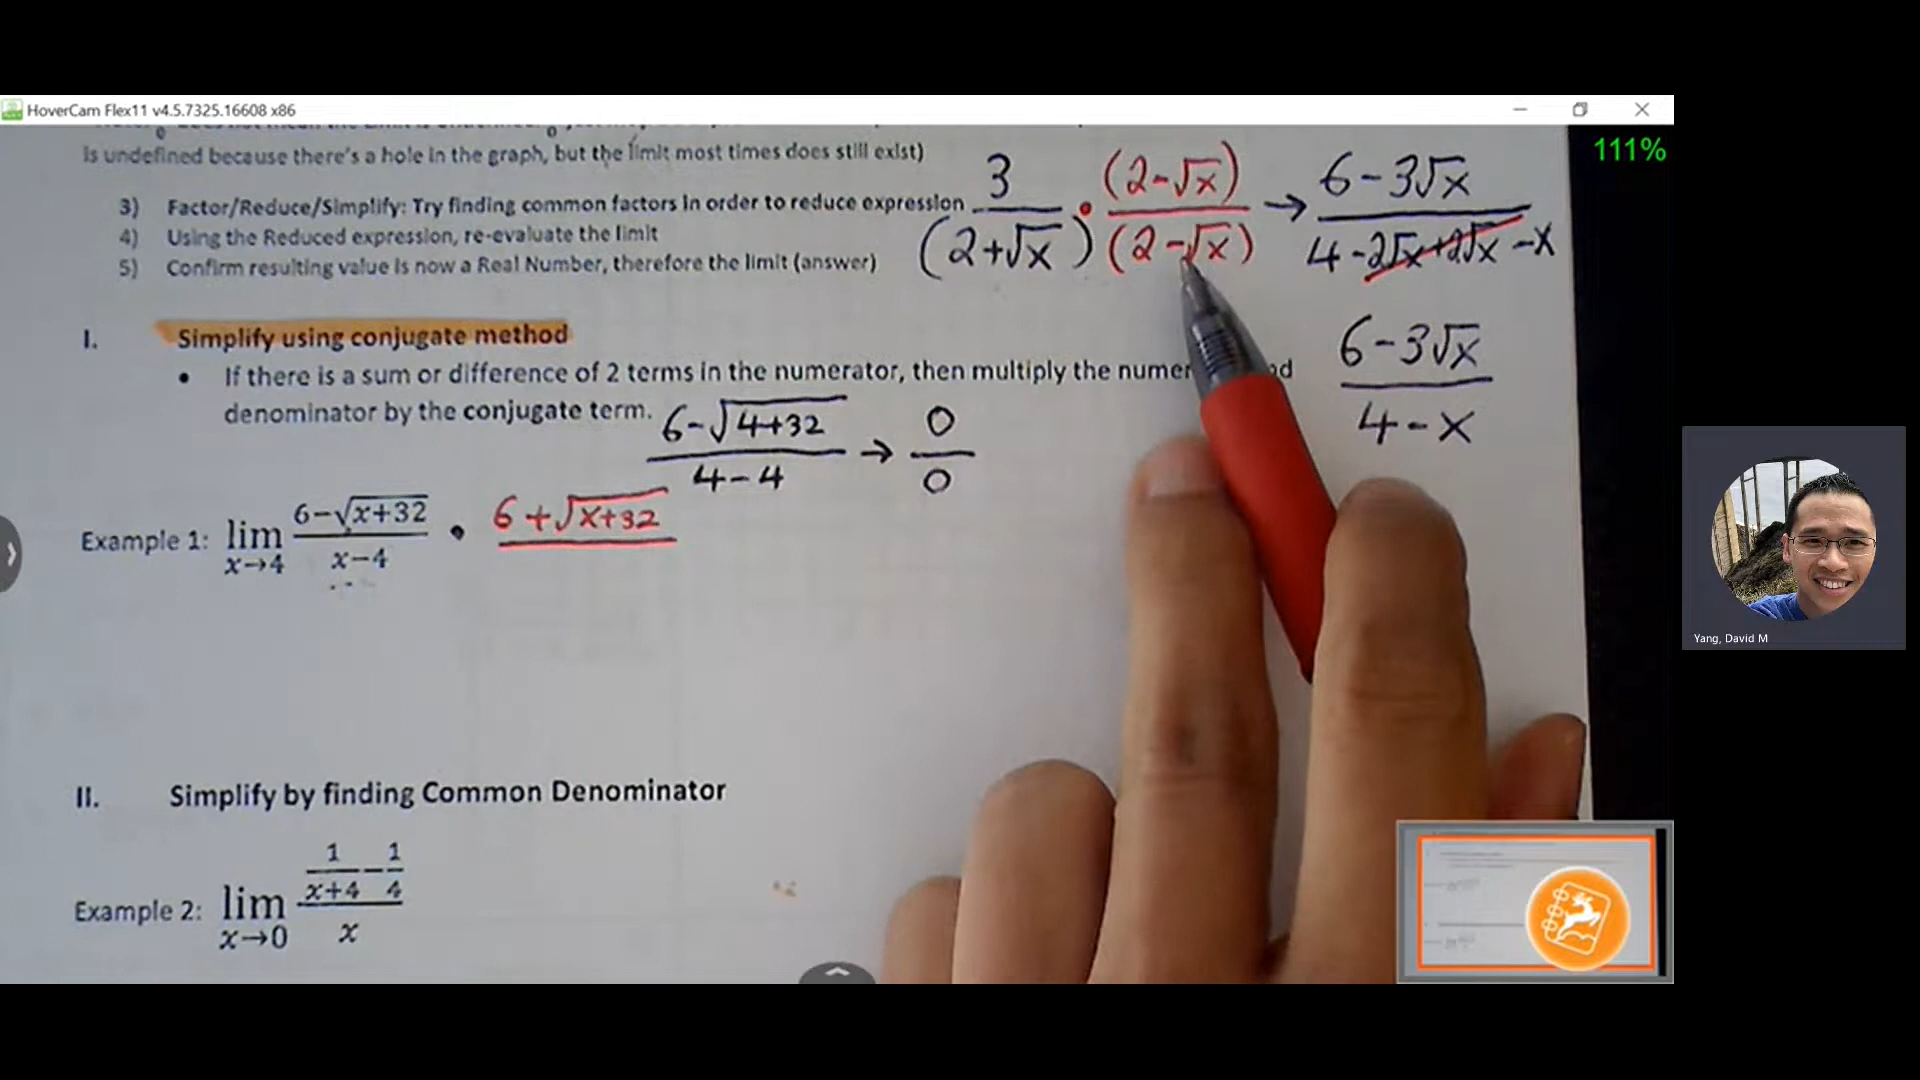 HoverCam Flex11 v4.5.7325.16608 x86
111%
is undefined because there's a hole in the graph, but the limit most times does still exist)
3) Factor/Reduce/Simplify: Try finding common factors in order to reduce expression
4) Using the Reduced expression, re-evaluate the limit
5) Confirm resulting value is now a Real Number, therefore the limit (answer)
3/(2+√x) • (2-√x)/(2-√x) → 6-3√x/4-2√x+2√x-x
6-3√x/4-x
I. Simplify using conjugate method
• If there is a sum or difference of 2 terms in the numerator, then multiply the
denominator by the conjugate term.
6-√4+32/4-4 → 0/0
Example 1: lim x→4 6-√x+32/x-4 • 6+√x+32
II. Simplify by finding Common Denominator
Example 2: lim x→0 1/x+4 - 1/4 / x
Yang, David M